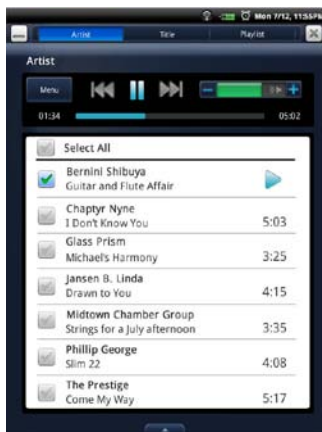 Mon 7/12, 11:55PM
Artist Title Playlist
Artist
Menu
01:34 05:02
Select All
Bernini Shibuya
Guitar and Flute Affair
Chaptyr Nyne
I Don't Know You 5:03
Glass Prism
Michael's Harmony 3:25
Jansen B. Linda
Drawn to You 4:15
Midtown Chamber Group
Strings for a July afternoon 3:35
Phillip George
Slim 22 4:08
The Prestige
Come My Way 5:17